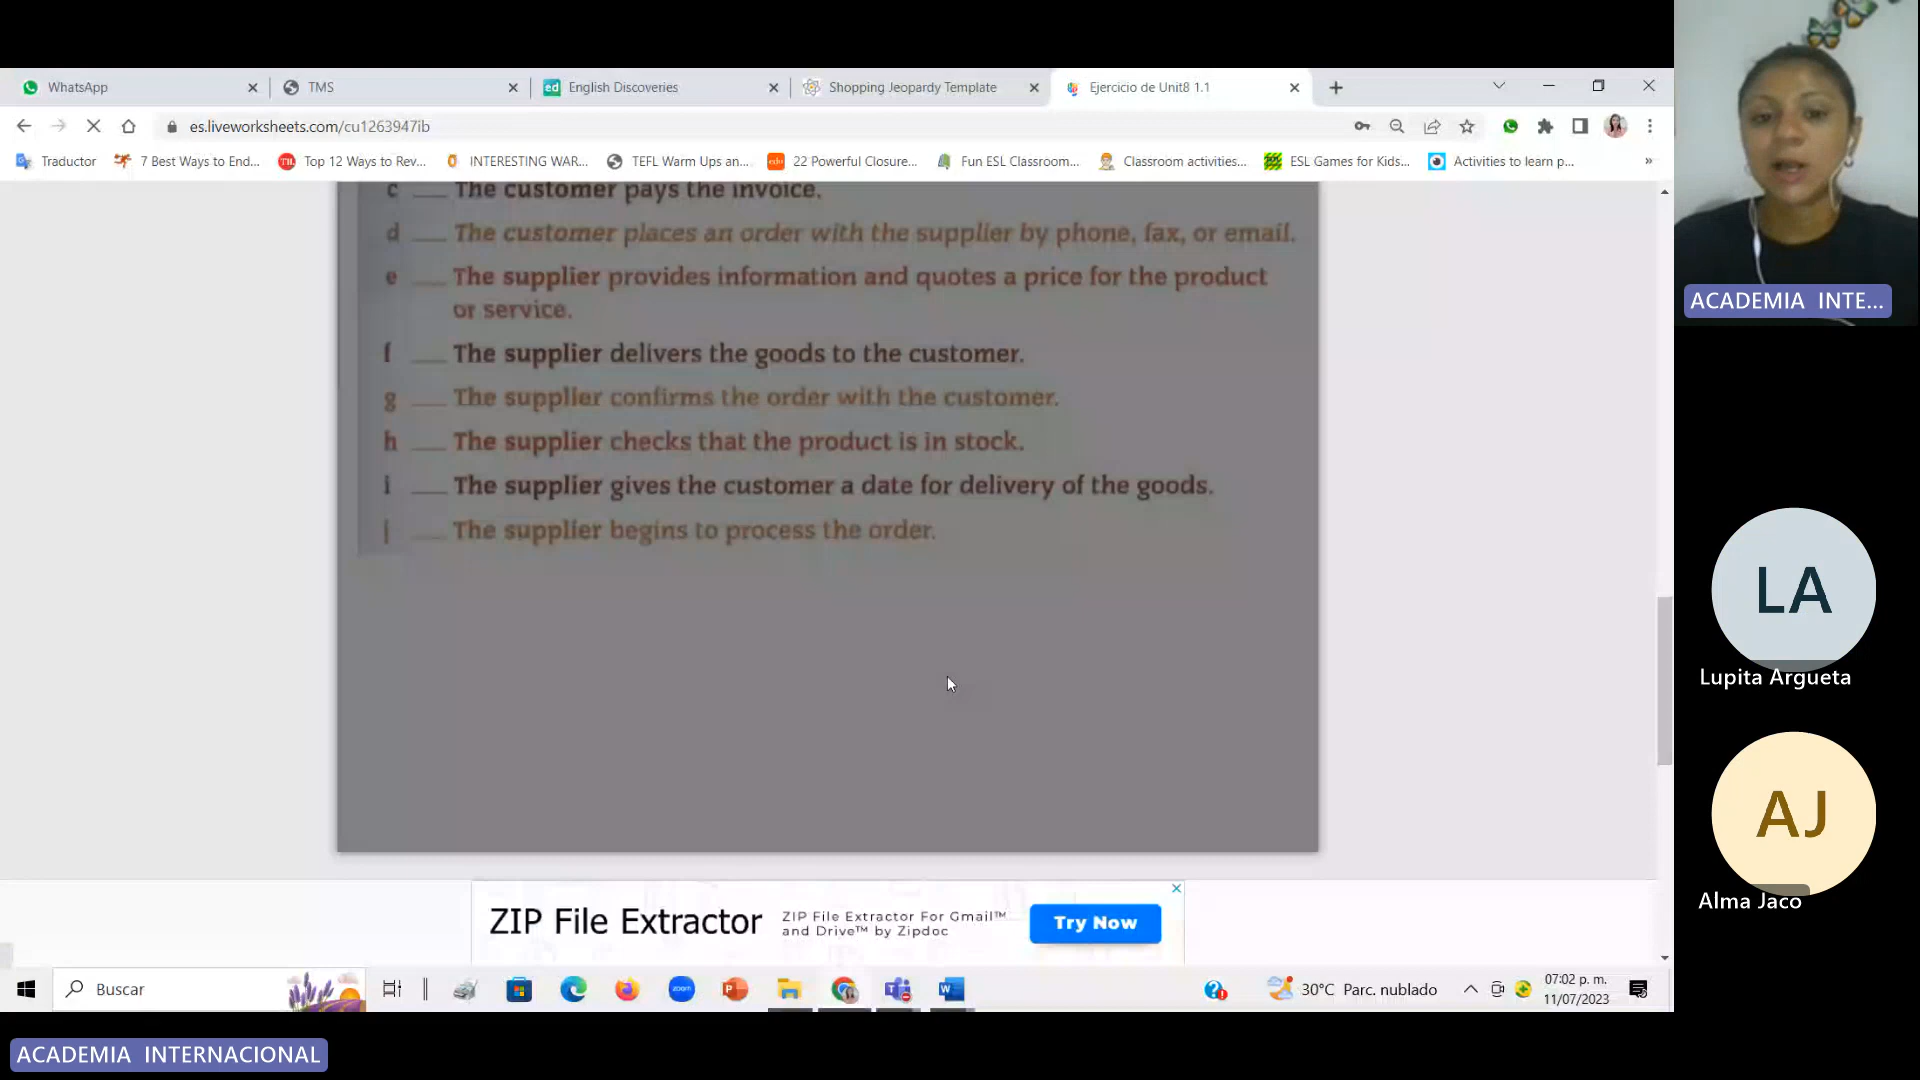 WhatsApp
TMS
English Discoveries
Shopping Jeopardy Template
Ejercicio de Unit8 1.1
es.liveworksheets.com/cu1263947ib
Traductor
7 Best Ways to End...
Top 12 Ways to Rev...
INTERESTING WAR...
TEFL Warm Ups an...
22 Powerful Closure...
Fun ESL Classroom...
Classroom activities...
ESL Games for Kids...
Activities to learn p...
»
c ___ The customer pays the invoice.
d ___ The customer places an order with the supplier by phone, fax, or email.
e ___ The supplier provides information and quotes a price for the product
or service.
f ___ The supplier delivers the goods to the customer.
g ___ The supplier confirms the order with the customer.
h ___ The supplier checks that the product is in stock.
i ___ The supplier gives the customer a date for delivery of the goods.
j ___ The supplier begins to process the order.
ZIP File Extractor
ZIP File Extractor For Gmail™
and Drive™ by Zipdoc
Try Now
Buscar
zoom
30°C Parc. nublado
07:02 p. m.
11/07/2023
ACADEMIA INTE...
LA
Lupita Argueta
AJ
Alma Jaco
ACADEMIA INTERNACIONAL